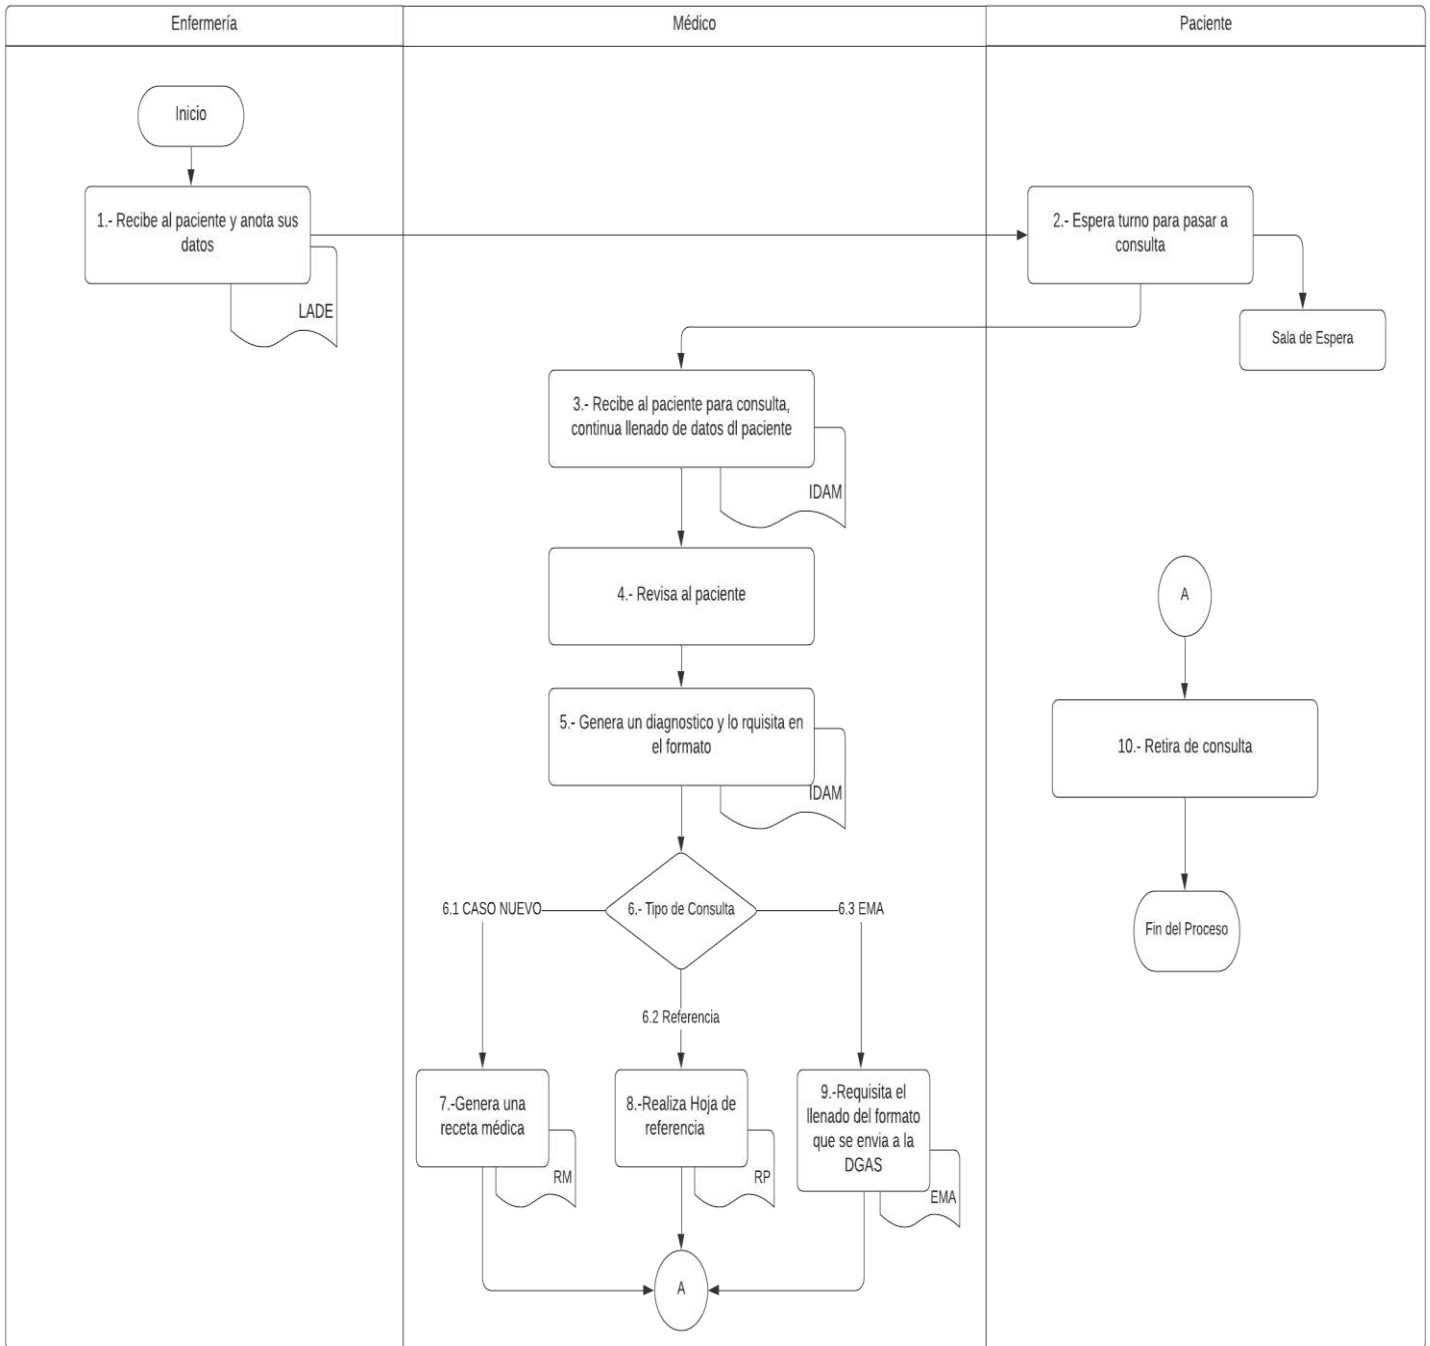 Enfermería
Médico
Paciente
Inicio
1.- Recibe al paciente y anota sus
datos
LADE
2.- Espera turno para pasar a
consulta
Sala de Espera
3.- Recibe al paciente para consulta,
continua llenado de datos dl paciente
IDAM
4.- Revisa al paciente
5.- Genera un diagnostico y lo rquisita en
el formato
IDAM
6.- Tipo de Consulta
6.1 CASO NUEVO
6.2 Referencia
6.3 EMA
7.-Genera una
receta médica
RM
8.-Realiza Hoja de
referencia
RP
9.-Requisita el
llenado del formato
que se envia a la
DGAS
EMA
A
A
10.- Retira de consulta
Fin del Proceso